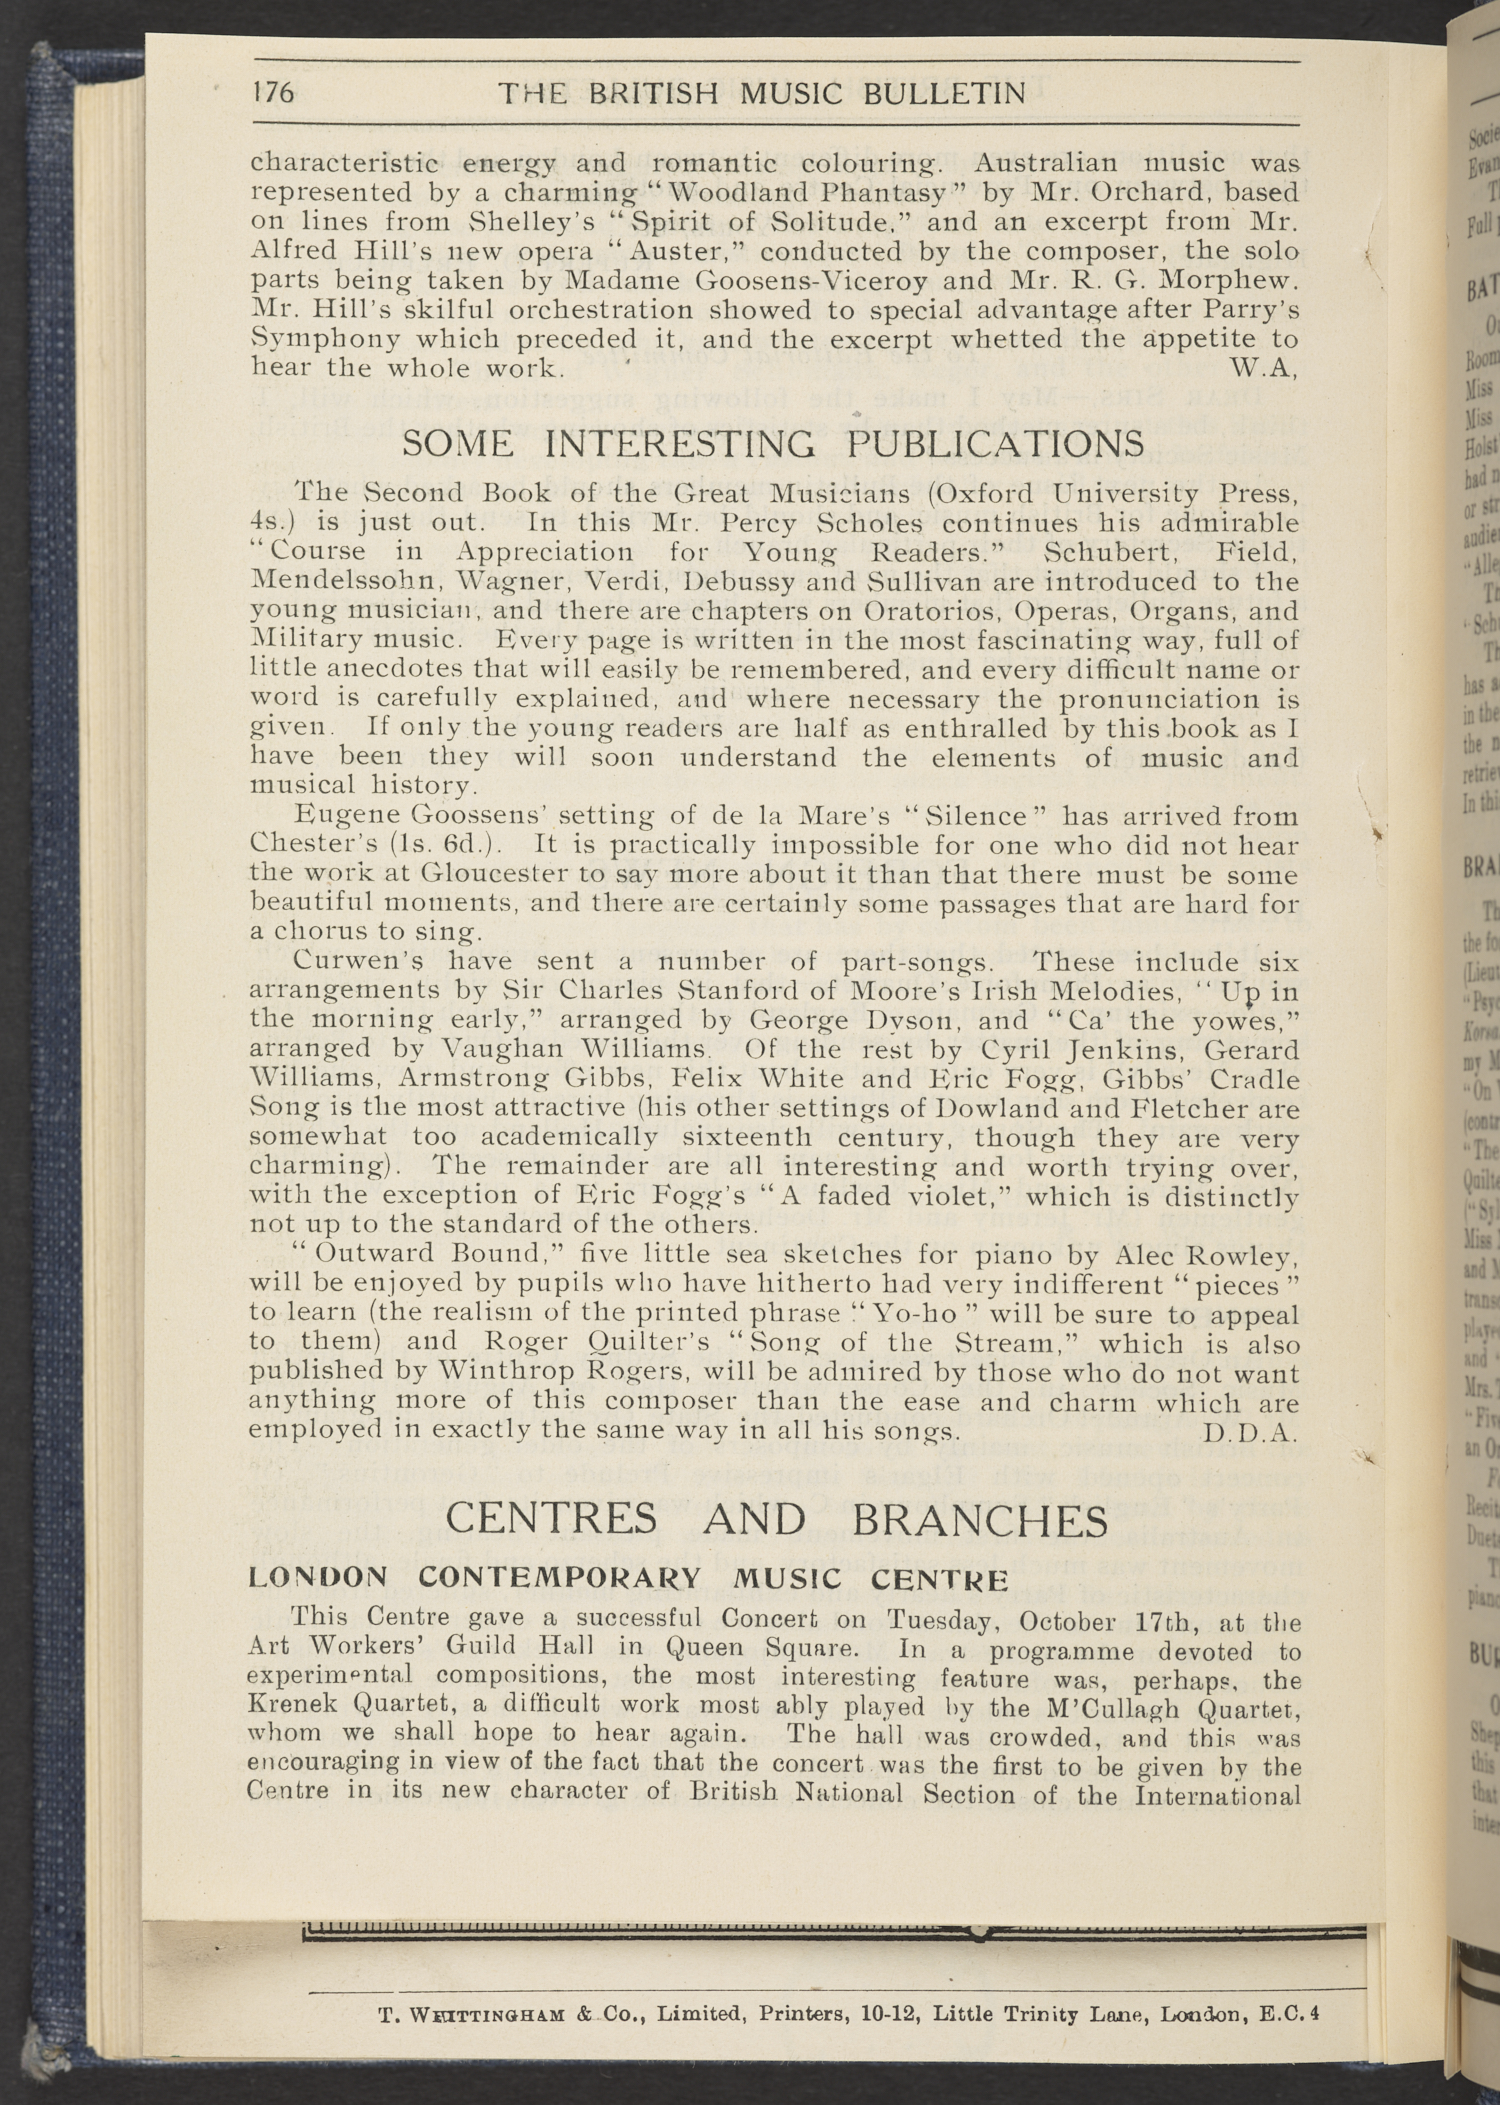 176 THE BRITISH MUSIC BULLETIN
characteristic energy and romantic colouring. Australian music was
represented by a charming “Woodland Phantasy” by Mr. Orchard, based
on lines from Shelley's “Spirit of Solitude,” and an excerpt from Mr.
Alfred Hill's new opera “Auster,” conducted by the composer, the solo
parts being taken by Madame Goosens-Viceroy and Mr. R. G. Morphew.
Mr. Hill's skilful orchestration showed to special advantage after Parry's
Symphony which preceded it, and the excerpt whetted the appetite to
hear the whole work. W.A,
SOME INTERESTING PUBLICATIONS
The Second Book of the Great Musicians (Oxford University Press,
4s.) is just out. In this Mr. Percy Scholes continues his admirable
“Course in Appreciation for Young Readers.” Schubert, Field,
Mendelssohn, Wagner, Verdi, Debussy and Sullivan are introduced to the
young musician, and there are chapters on Oratorios, Operas, Organs, and
Military music. Every page is written in the most fascinating way, full of
little anecdotes that will easily be remembered, and every difficult name or
word is carefully explained, and where necessary the pronunciation is
given. If only the young readers are half as enthralled by this book as I
have been they will soon understand the elements of music and
musical history.
Eugene Goossens' setting of de la Mare's “Silence” has arrived from
Chester's (1s. 6d.). It is practically impossible for one who did not hear
the work at Gloucester to say more about it than that there must be some
beautiful moments, and there are certainly some passages that are hard for
a chorus to sing.
Curwen's have sent a number of part-songs. These include six
arrangements by Sir Charles Stanford of Moore's Irish Melodies, “Up in
the morning early,” arranged by George Dyson, and “Ca' the yowes,”
arranged by Vaughan Williams. Of the rest by Cyril Jenkins, Gerard
Williams, Armstrong Gibbs, Felix White and Eric Fogg, Gibbs' Cradle
Song is the most attractive (his other settings of Dowland and Fletcher are
somewhat too academically sixteenth century, though they are very
charming). The remainder are all interesting and worth trying over,
with the exception of Eric Fogg's “A faded violet,” which is distinctly
not up to the standard of the others.
“Outward Bound,” five little sea sketches for piano by Alec Rowley,
will be enjoyed by pupils who have hitherto had very indifferent “pieces”
to learn (the realism of the printed phrase “Yo-ho” will be sure to appeal
to them) and Roger Quilter's “Song of the Stream,” which is also
published by Winthrop Rogers, will be admired by those who do not want
anything more of this composer than the ease and charm which are
employed in exactly the same way in all his songs. D.D.A.
CENTRES AND BRANCHES
LONDON CONTEMPORARY MUSIC CENTRE
This Centre gave a successful Concert on Tuesday, October 17th, at the
Art Workers' Guild Hall in Queen Square. In a programme devoted to
experimental compositions, the most interesting feature was, perhaps, the
Krenek Quartet, a difficult work most ably played by the M'Cullagh Quartet,
whom we shall hope to hear again. The hall was crowded, and this was
encouraging in view of the fact that the concert was the first to be given by the
Centre in its new character of British National Section of the International
T. WHITTINGHAM & Co., Limited, Printers, 10-12, Little Trinity Lane, London, E.C.4